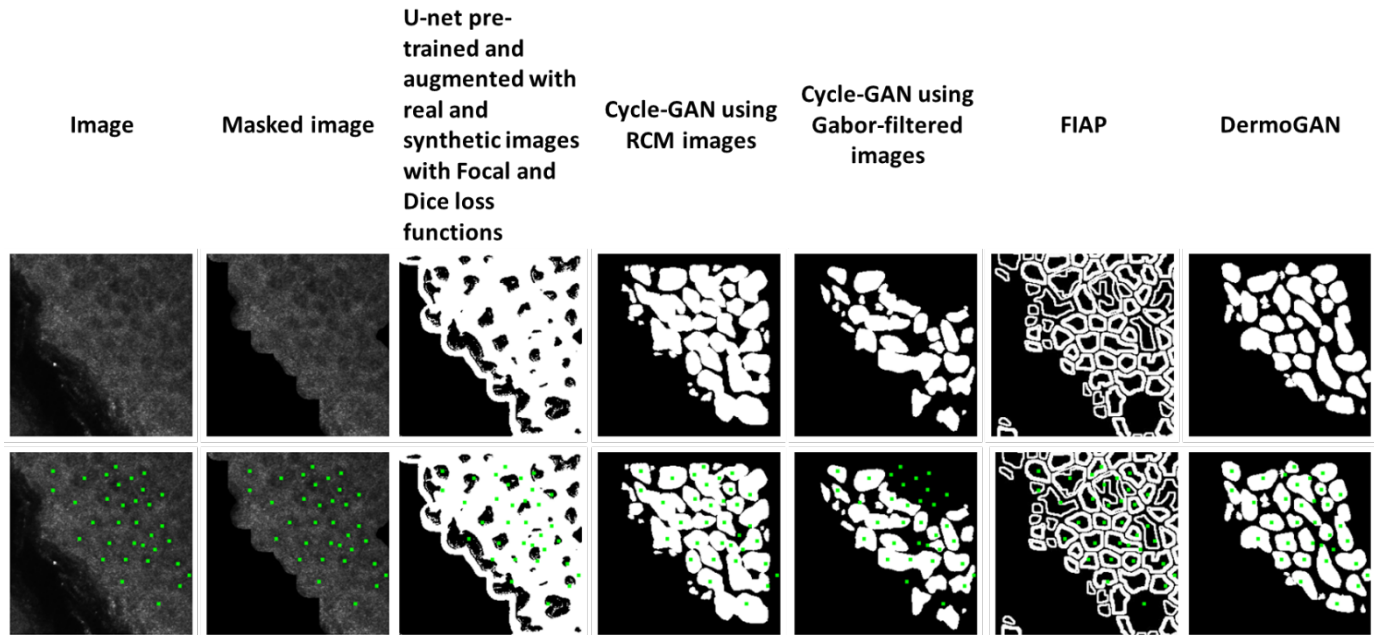 Image
Masked image
U-net pre-
trained and
augmented with
real and
synthetic images
with Focal and
Dice loss
functions
Cycle-GAN using
RCM images
Cycle-GAN using
Gabor-filtered
images
FIAP
DermoGAN